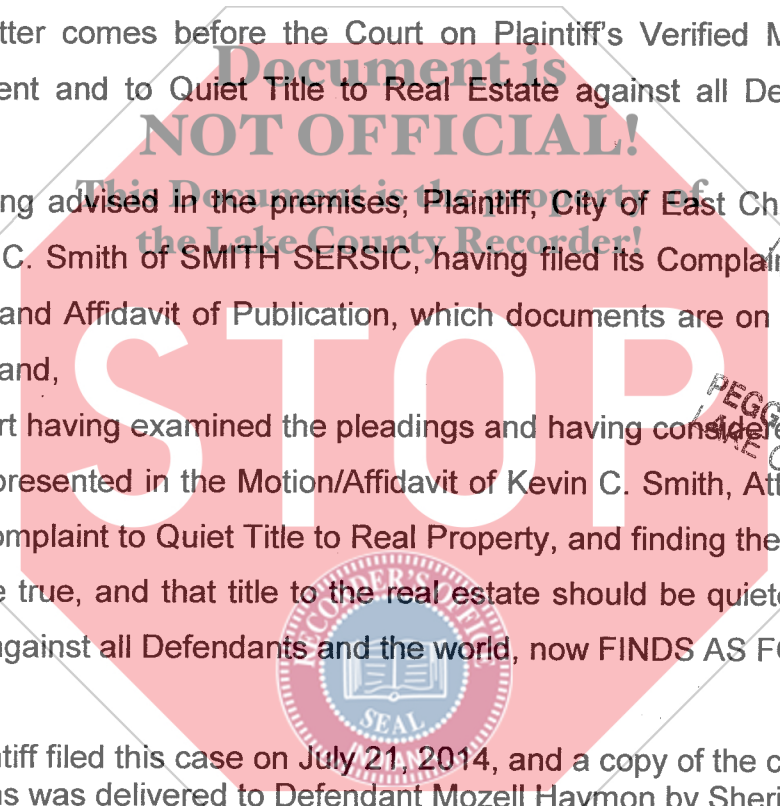 tter comes before the Court on Plaintiff's Verified M
Document is
ent and to Quiet Title to Real Estate against all De
NOT OFFICIAL!
This Document is the property of
ng advised in the premises, Plaintiff, City of East Ch
the Lake County Recorder!
C. Smith of SMITH SERSIC, having filed its Complain
and Affidavit of Publication, which documents are on
and,
STOP
PEGG
rt having examined the pleadings and having considere
presented in the Motion/Affidavit of Kevin C. Smith, Att
omplaint to Quiet Title to Real Property, and finding the
e true, and that title to the real estate should be quiete
RECORDER'S OFFICE
against all Defendants and the world, now FINDS AS FO
SEAL
INDIANA
ntiff filed this case on July 21, 2014, and a copy of the c
ns was delivered to Defendant Mozell Haymon by Sheri